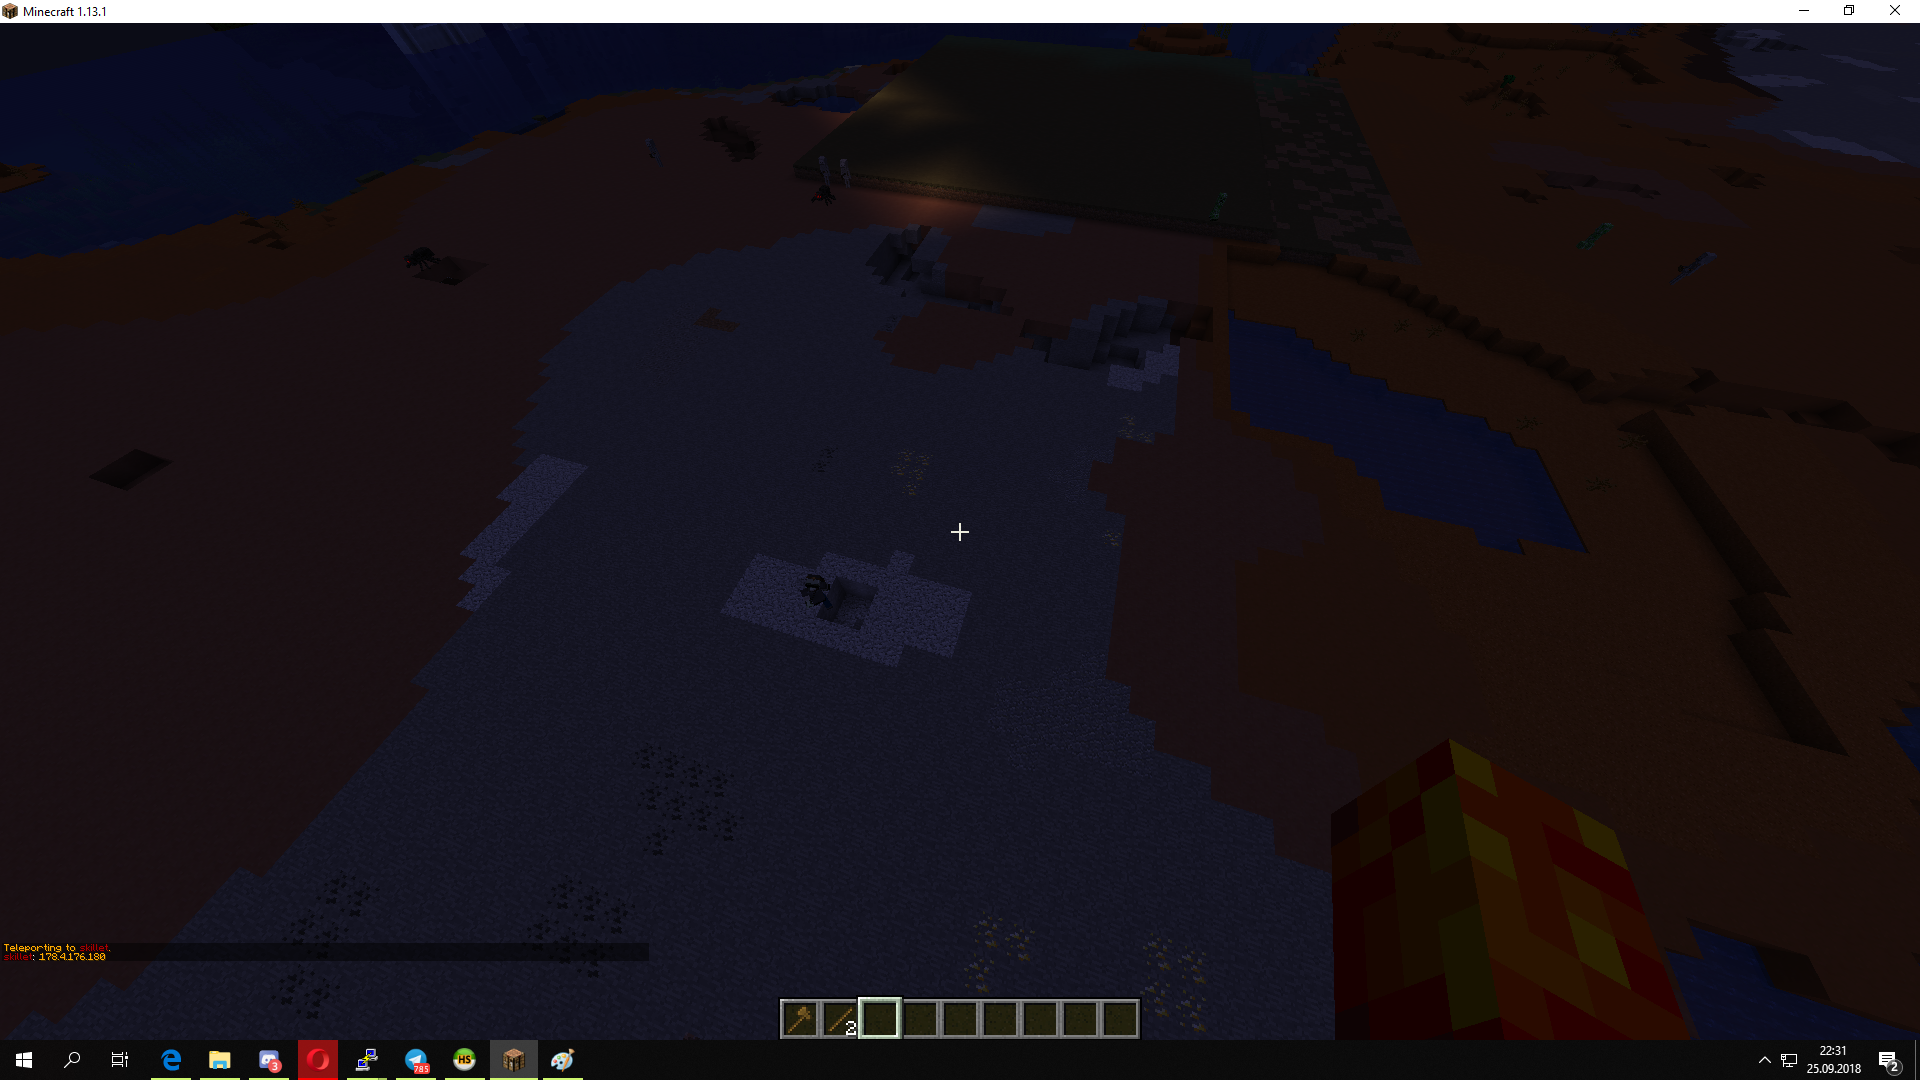 Minecraft 1.13.1
Teleporting to skillet.
skillet: 178.4.176.180
2
3
785
HS
22:31
25.09.2018
2